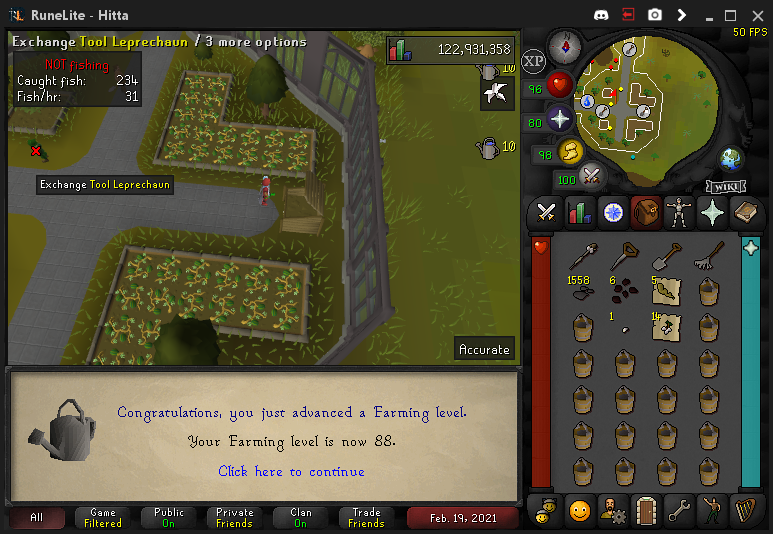 RuneLite - Hitta
Exchange Tool Leprechaun / 3 more options
50 FPS
NOT fishing
Caught fish: 234
Fish/hr: 31
122,931,358
10
XP
96
80
10
98
100
WIKI
Exchange Tool Leprechaun
1558
6
5
1
14
Accurate
Congratulations, you just advanced a Farming level.
Your Farming level is now 88.
Click here to continue
All
Game
Filtered
Public
On
Private
Friends
Clan
On
Trade
Friends
Feb. 19, 2021